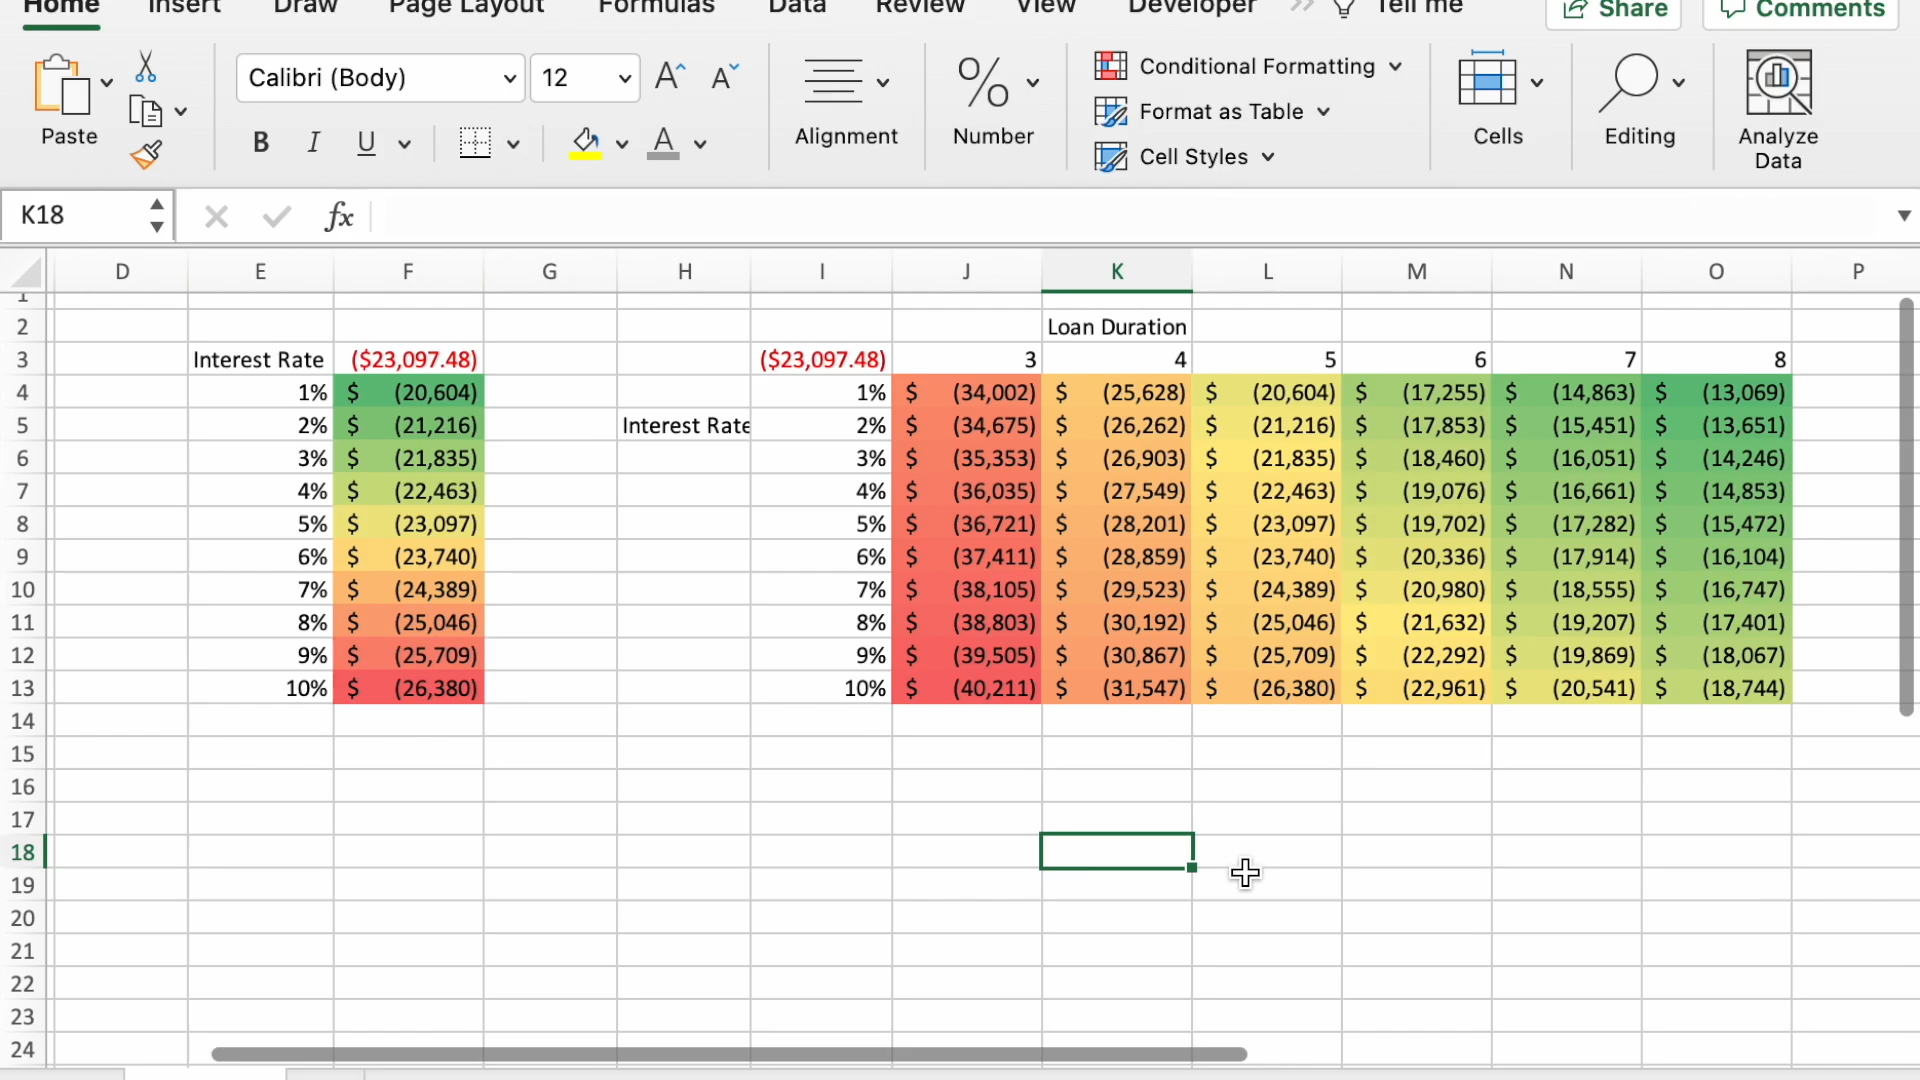 Home Insert Draw Page Layout Formulas Data Review View Developer >> Tell me Share Comments
Calibri (Body) 12
Conditional Formatting
Format as Table
Cell Styles
Paste B I U A Alignment Number Cells Editing Analyze Data
K18 fx
D E F G H I J K L M N O P
1
2 Loan Duration
3 Interest Rate ($23,097.48) ($23,097.48) 3 4 5 6 7 8
4 1% $ (20,604) 1% $ (34,002) $ (25,628) $ (20,604) $ (17,255) $ (14,863) $ (13,069)
5 2% $ (21,216) Interest Rate 2% $ (34,675) $ (26,262) $ (21,216) $ (17,853) $ (15,451) $ (13,651)
6 3% $ (21,835) 3% $ (35,353) $ (26,903) $ (21,835) $ (18,460) $ (16,051) $ (14,246)
7 4% $ (22,463) 4% $ (36,035) $ (27,549) $ (22,463) $ (19,076) $ (16,661) $ (14,853)
8 5% $ (23,097) 5% $ (36,721) $ (28,201) $ (23,097) $ (19,702) $ (17,282) $ (15,472)
9 6% $ (23,740) 6% $ (37,411) $ (28,859) $ (23,740) $ (20,336) $ (17,914) $ (16,104)
10 7% $ (24,389) 7% $ (38,105) $ (29,523) $ (24,389) $ (20,980) $ (18,555) $ (16,747)
11 8% $ (25,046) 8% $ (38,803) $ (30,192) $ (25,046) $ (21,632) $ (19,207) $ (17,401)
12 9% $ (25,709) 9% $ (39,505) $ (30,867) $ (25,709) $ (22,292) $ (19,869) $ (18,067)
13 10% $ (26,380) 10% $ (40,211) $ (31,547) $ (26,380) $ (22,961) $ (20,541) $ (18,744)
14
15
16
17
18
19
20
21
22
23
24